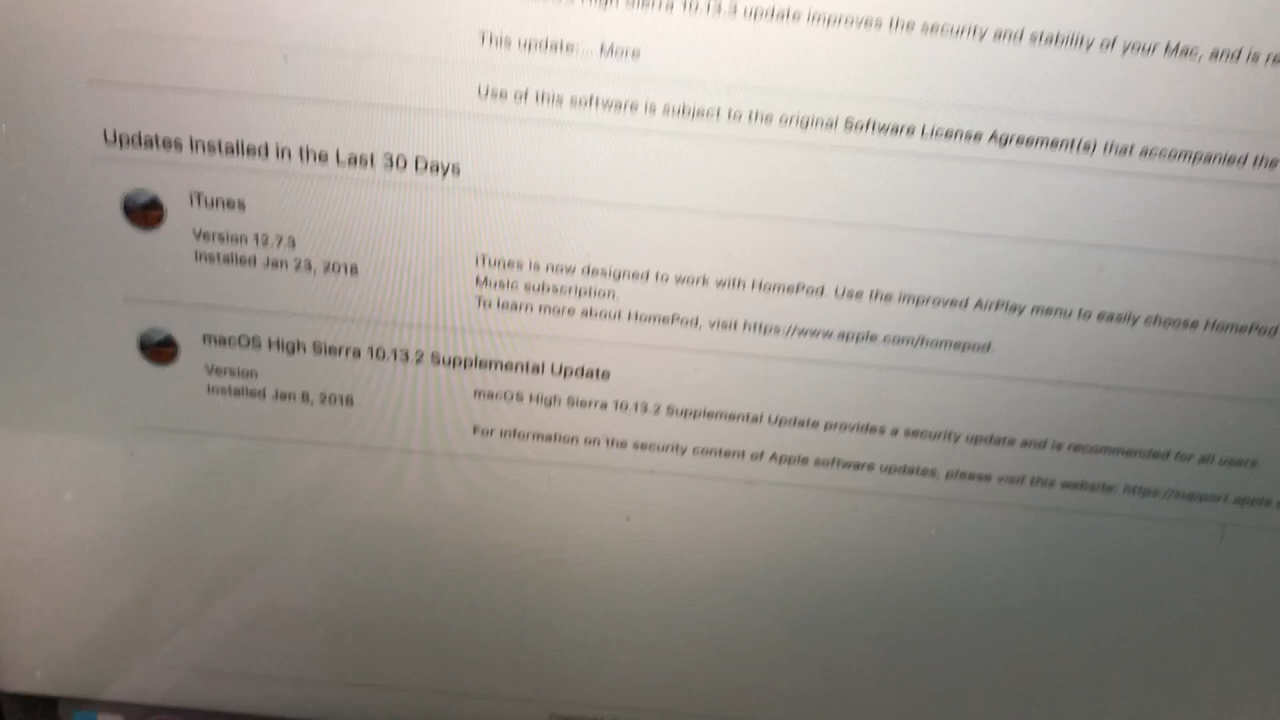 High Sierra 10.13.3 update improves the security and stability of your Mac, and is
This update:... More
Use of this software is subject to the original Software License Agreement(s) that accompanied the
Updates Installed in the Last 30 Days
iTunes
Version 12.7.3
Installed Jan 23, 2018
iTunes is now designed to work with HomePod. Use the improved AirPlay menu to easily choose HomePod
Music subscription.
To learn more about HomePod, visit https://www.apple.com/homepod.
macOS High Sierra 10.13.2 Supplemental Update
Version
Installed Jan 8, 2018
macOS High Sierra 10.13.2 Supplemental Update provides a security update and is recommended for all users.
For information on the security content of Apple software updates, please visit this website: https://support.apple